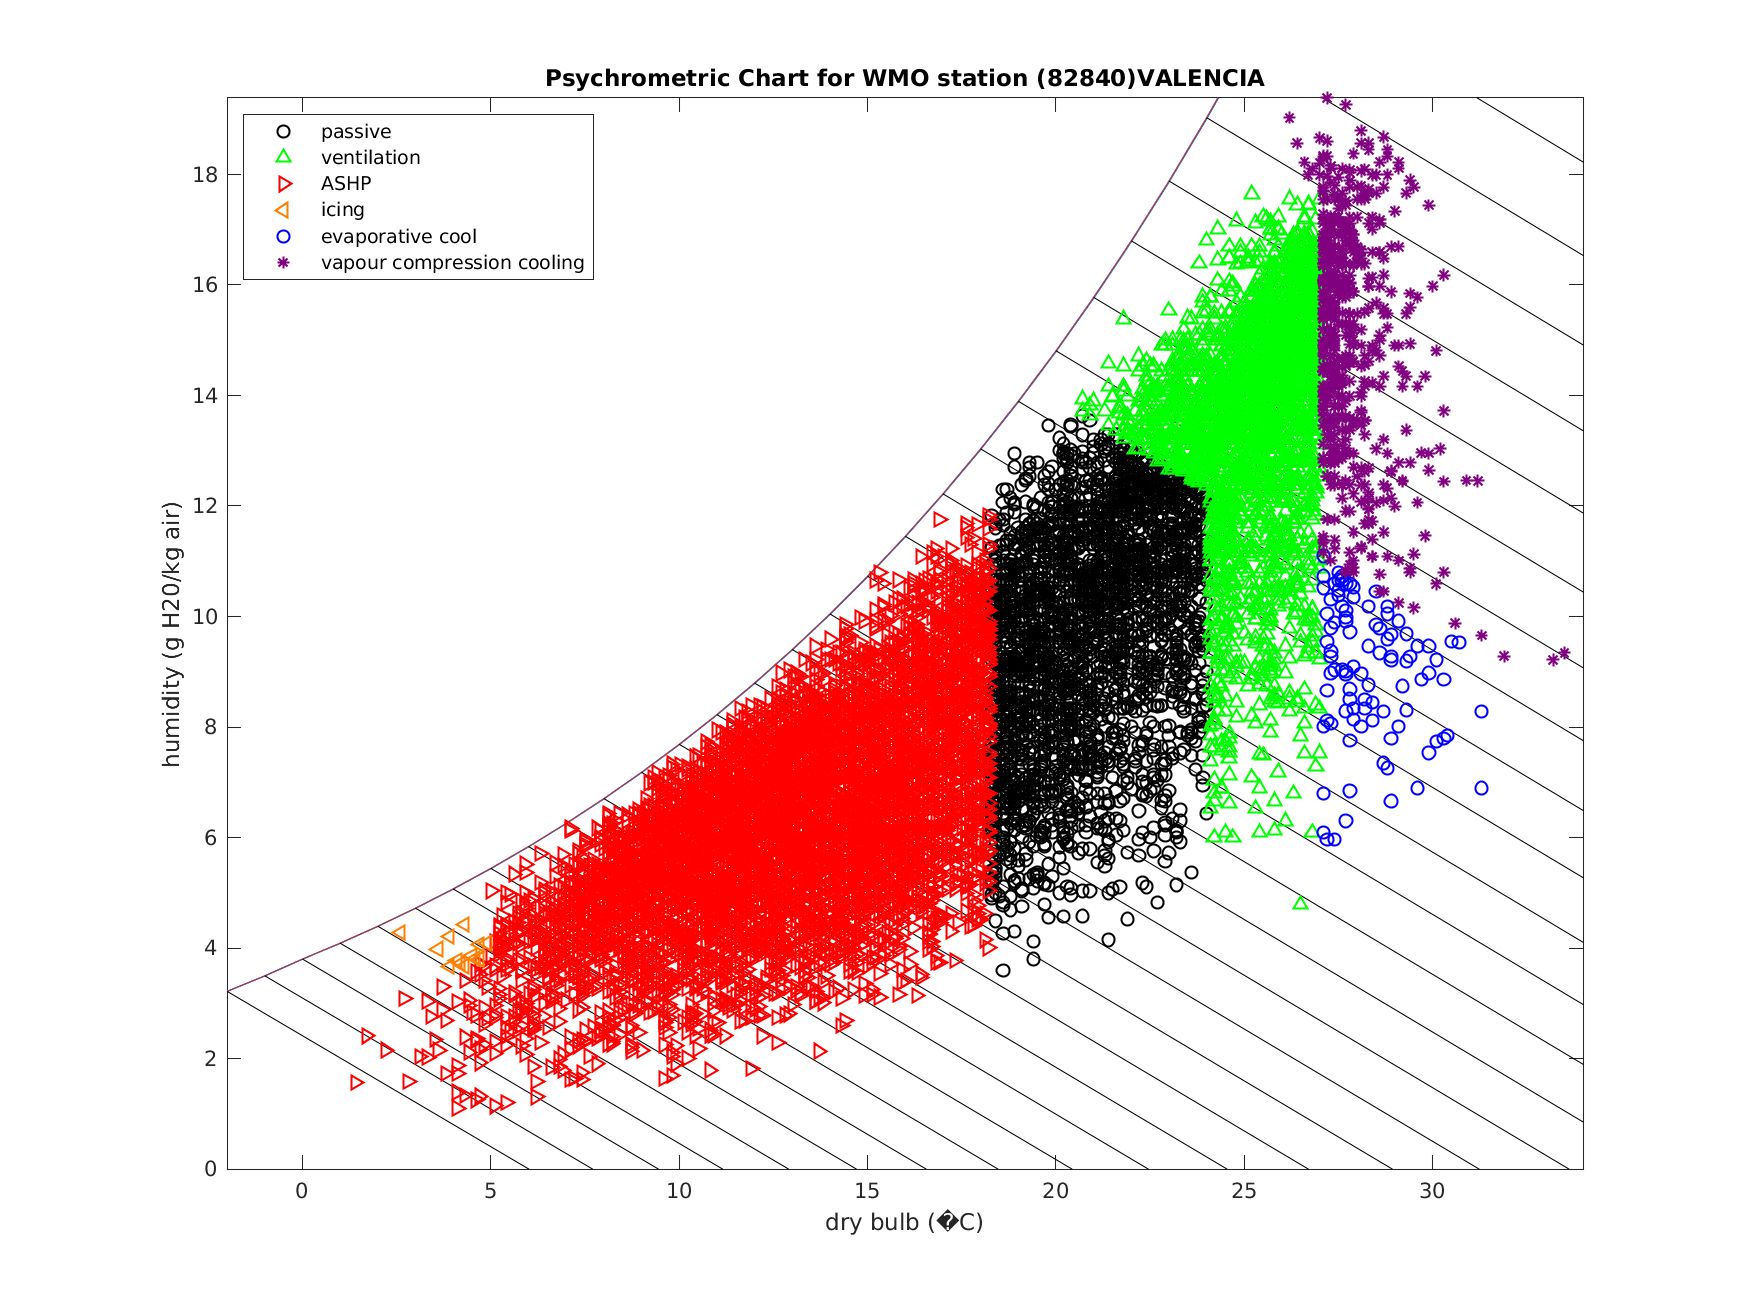 Psychrometric Chart for WMO station (82840)VALENCIA
passive
ventilation
ASHP
icing
evaporative cool
vapour compression cooling
humidity (g H20/kg air)
18
16
14
12
10
8
6
4
2
0
0 5 10 15 20 25 30
dry bulb (�C)